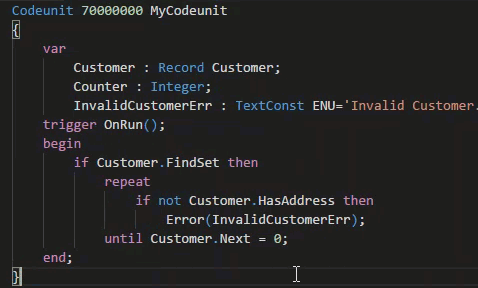 Codeunit 70000000 MyCodeunit
{
    var
        Customer : Record Customer;
        Counter : Integer;
        InvalidCustomerErr : TextConst ENU='Invalid Customer.
    trigger OnRun();
    begin
        if Customer.FindSet then
            repeat
                if not Customer.HasAddress then
                    Error(InvalidCustomerErr);
            until Customer.Next = 0;
    end;
}